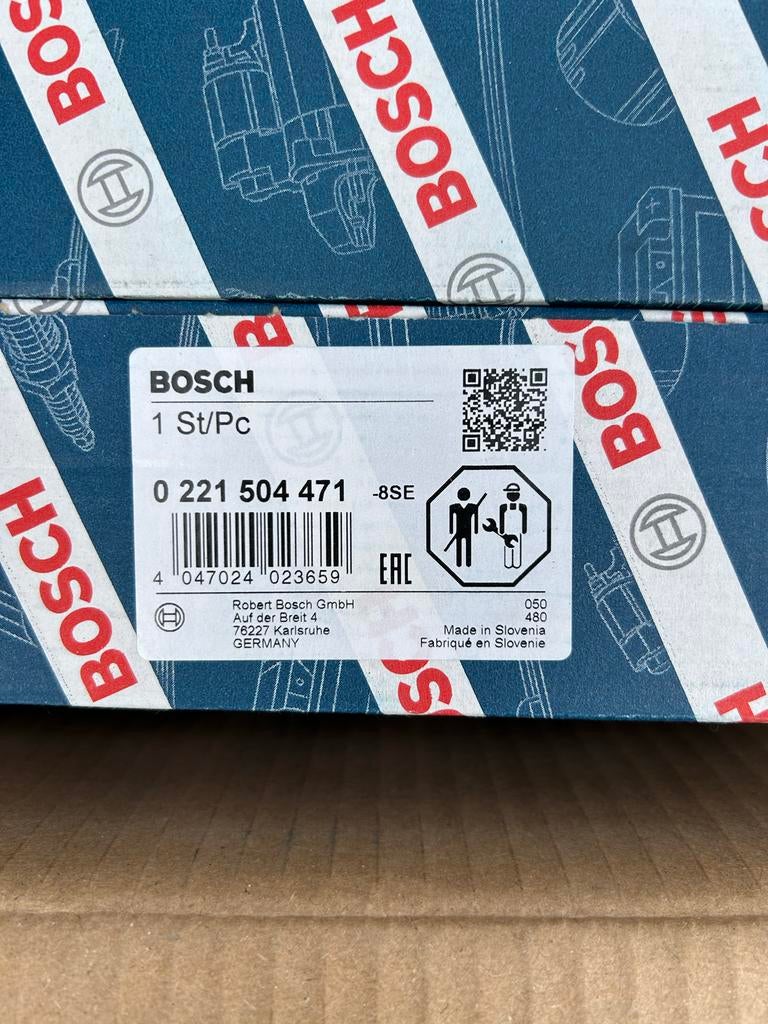 BOSCH
BOSCH
BOSCH
BOSCH
BOSCH
BOSCH
1 St/Pc
0 221 504 471 -8SE
4 047024 023659
EAC
Robert Bosch GmbH
Auf der Breit 4
76227 Karlsruhe
GERMANY
050
480
Made in Slovenia
Fabriqué en Slovenie